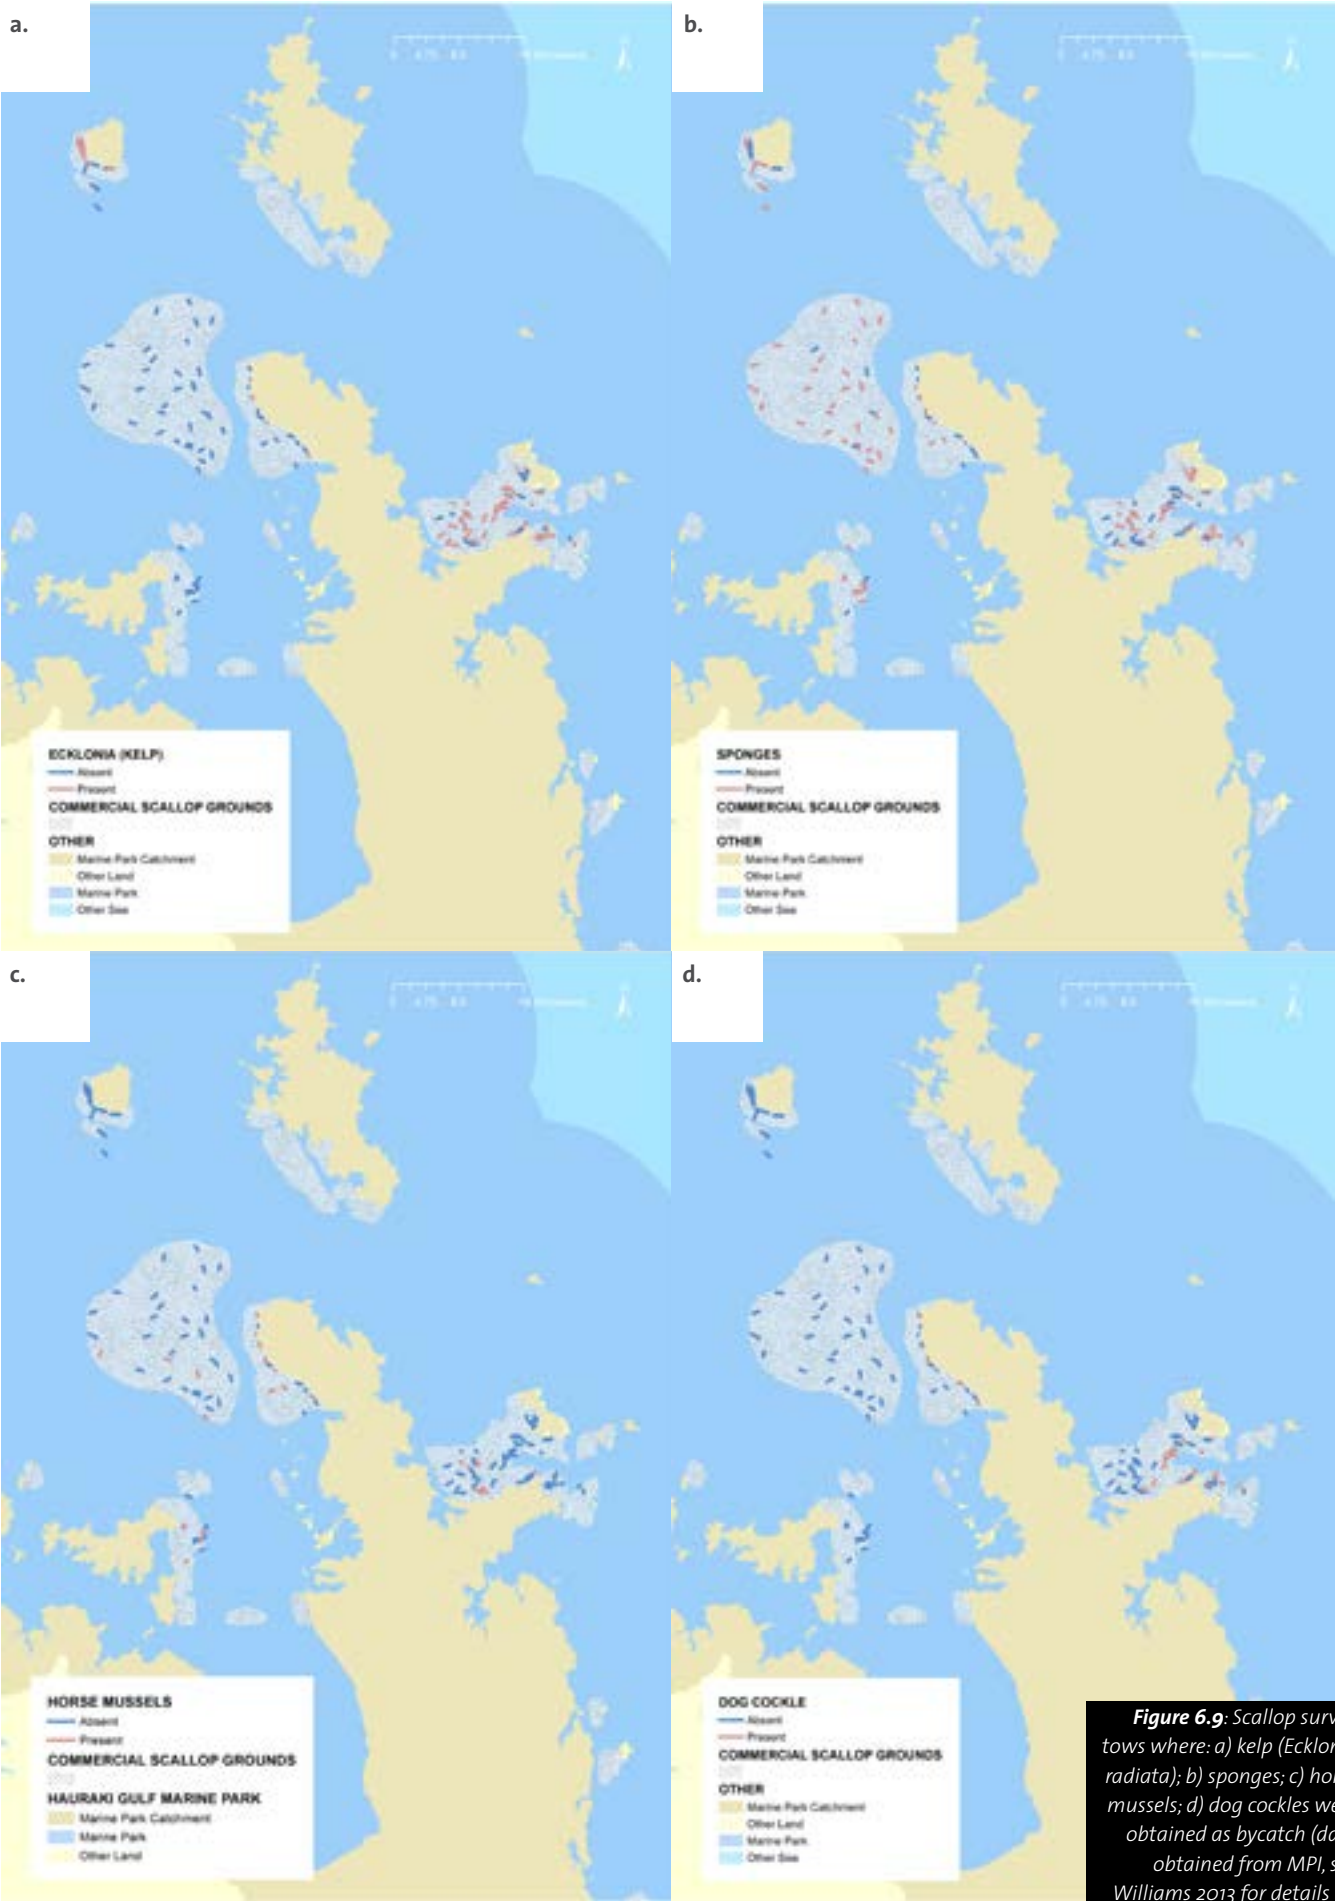 a.
b.
ECKLONIA (KELP)
Absent
Present
COMMERCIAL SCALLOP GROUNDS
OTHER
Marine Park Catchment
Other Land
Marine Park
Other Sea
SPONGES
Absent
Present
COMMERCIAL SCALLOP GROUNDS
OTHER
Marine Park Catchment
Other Land
Marine Park
Other Sea
c.
d.
HORSE MUSSELS
Absent
Present
COMMERCIAL SCALLOP GROUNDS
HAURAKI GULF MARINE PARK
Marine Park Catchment
Marine Park
Other Land
DOG COCKLE
Absent
Present
COMMERCIAL SCALLOP GROUNDS
OTHER
Marine Park Catchment
Other Land
Marine Park
Other Sea
Figure 6.9: Scallop surv
tows where: a) kelp (Ecklon
radiata); b) sponges; c) ho
mussels; d) dog cockles we
obtained as bycatch (da
obtained from MPI, s
Williams 2013 for details